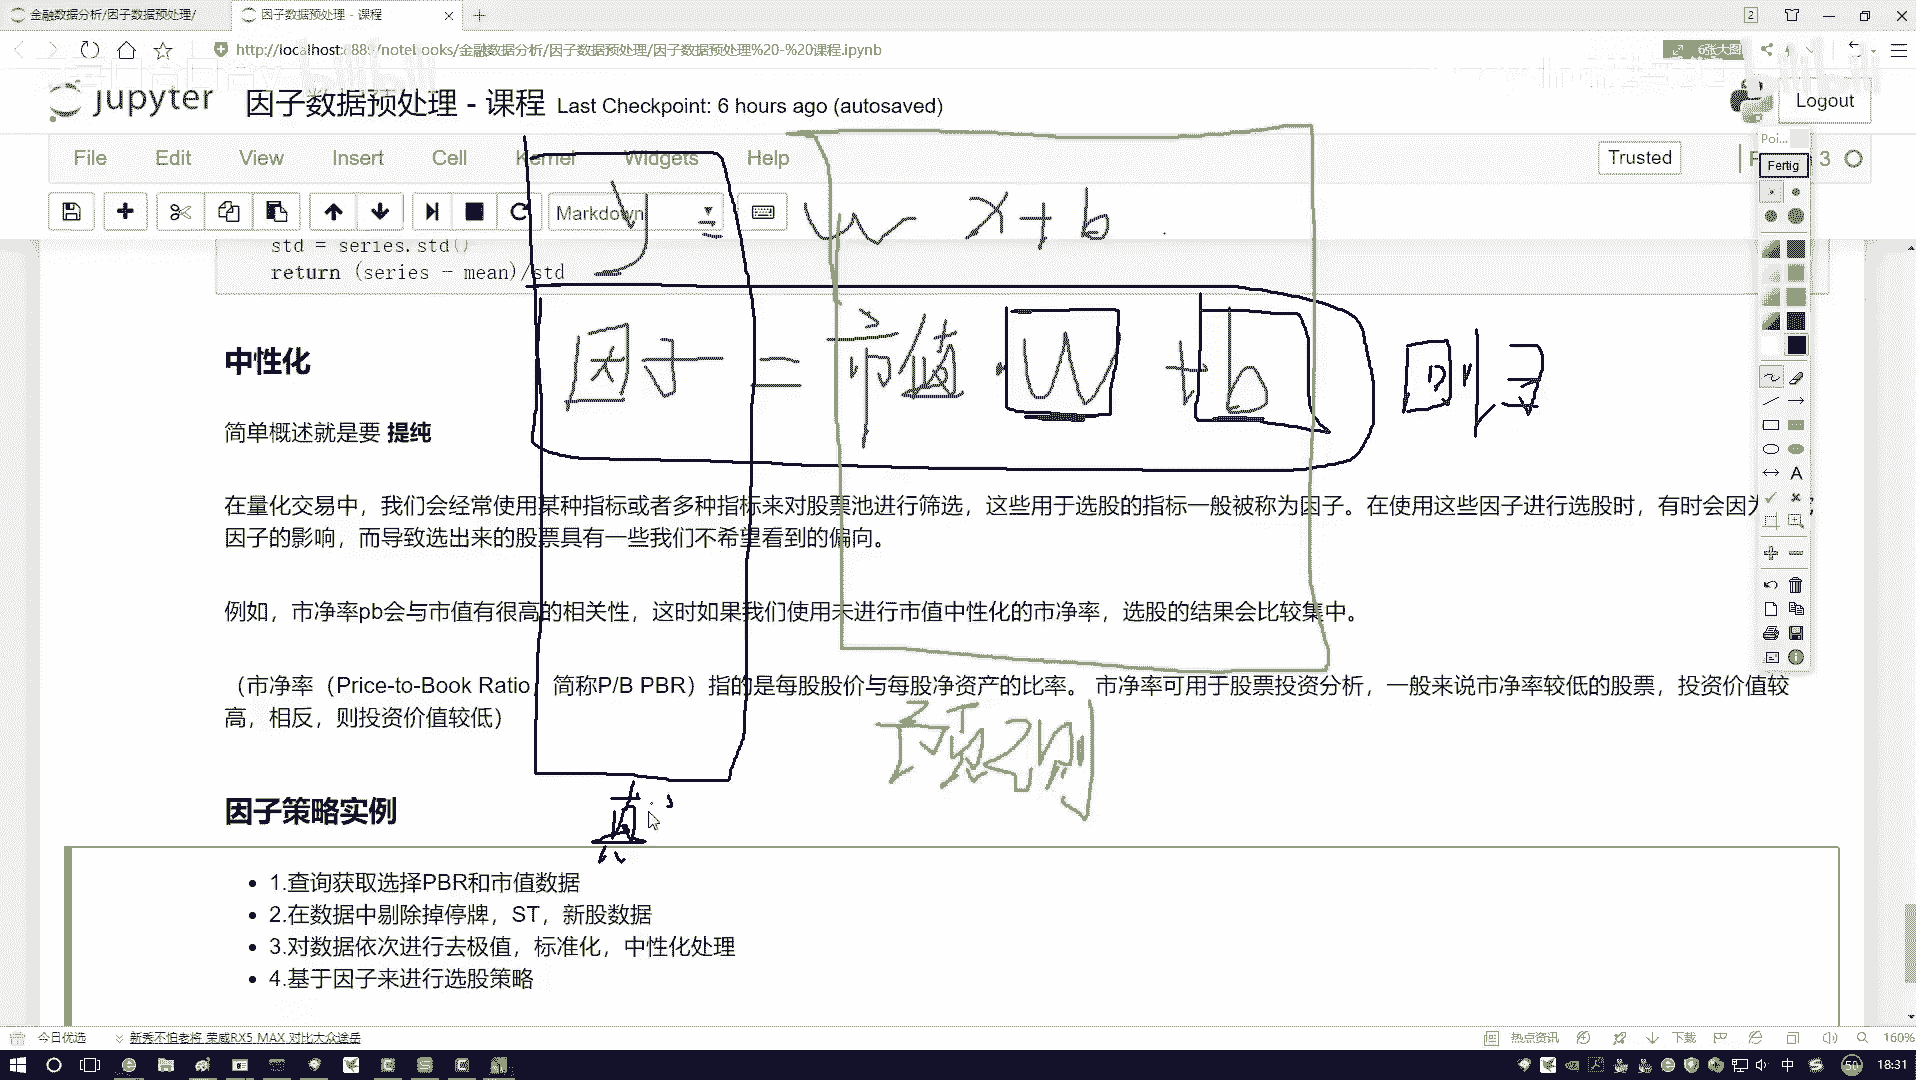 金融数据分析/因子数据预处理/
因子数据预处理 - 课程
2
http://localhost:888/notebooks/金融数据分析/因子数据预处理/因子数据预处理%20-%20课程.ipynb
6张大图
jupyter 因子数据预处理 - 课程 Last Checkpoint: 6 hours ago (autosaved)
Logout
File Edit View Insert Cell Kernel Widgets Help
Trusted
3
Poi...
Fertig
Markdown
y = w x + b
std = series.std()
return (series - mean)/std
因子 = 市值 · W + b
回归
中性化
简单概述就是要 提纯
在量化交易中，我们会经常使用某种指标或者多种指标来对股票池进行筛选，这些用于选股的指标一般被称为因子。在使用这些因子进行选股时，有时会因为
因子的影响，而导致选出来的股票具有一些我们不希望看到的偏向。
例如，市净率pb会与市值有很高的相关性，这时如果我们使用未进行市值中性化的市净率，选股的结果会比较集中。
（市净率（Price-to-Book Ratio，简称P/B PBR）指的是每股股价与每股净资产的比率。 市净率可用于股票投资分析，一般来说市净率较低的股票，投资价值较
高，相反，则投资价值较低）
预测
真
因子策略实例
1.查询获取选择PBR和市值数据
2.在数据中剔除掉停牌，ST，新股数据
3.对数据依次进行去极值，标准化，中性化处理
4.基于因子来进行选股策略
今日优选
新秀不怕老将 荣威RX5 MAX 对比大众途岳
热点资讯
下载
160%
中
50
18:31